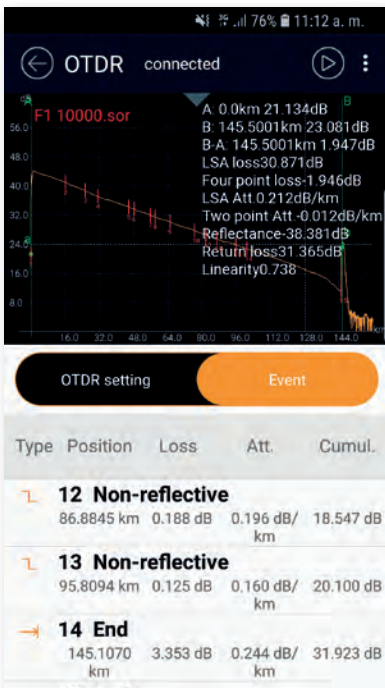 3G 76% 11:12 a. m.
OTDR connected
A B
F1 10000.sor
A: 0.0km 21.134dB
B: 145.5001km 23.081dB
B-A: 145.5001km 1.947dB
LSA loss30.871dB
Four point loss-1.946dB
LSA Att.0.212dB/km
Two point Att.-0.012dB/km
Reflectance-38.381dB
Return loss31.365dB
Linearity0.738
56.0
48.0
40.0
32.0
24.0
16.0
8.0
16.0 32.0 48.0 64.0 80.0 96.0 112.0 128.0 144.0 km
OTDR setting Event
Type Position Loss Att. Cumul.
12 Non-reflective
86.8845 km 0.188 dB 0.196 dB/ 18.547 dB
km
13 Non-reflective
95.8094 km 0.125 dB 0.160 dB/ 20.100 dB
km
14 End
145.1070 3.353 dB 0.244 dB/ 31.923 dB
km km